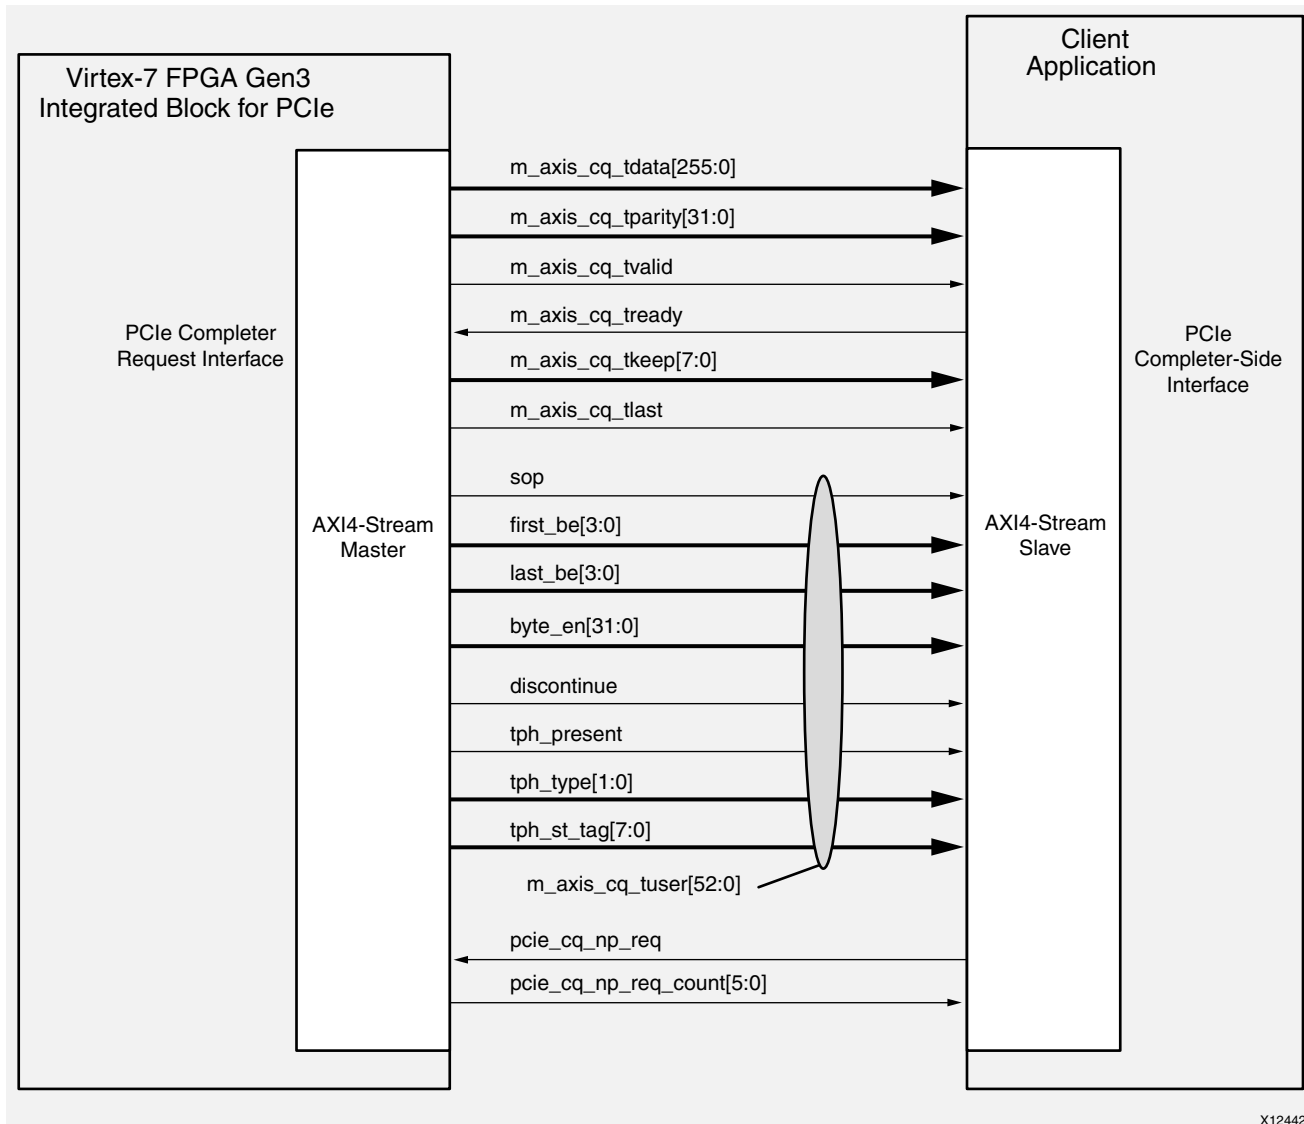 Virtex-7 FPGA Gen3
Integrated Block for PCIe
Client
Application
PCIe Completer
Request Interface
AXI4-Stream
Master
m_axis_cq_tdata[255:0]
m_axis_cq_tparity[31:0]
m_axis_cq_tvalid
m_axis_cq_tready
m_axis_cq_tkeep[7:0]
m_axis_cq_tlast
sop
first_be[3:0]
last_be[3:0]
byte_en[31:0]
discontinue
tph_present
tph_type[1:0]
tph_st_tag[7:0]
m_axis_cq_tuser[52:0]
pcie_cq_np_req
pcie_cq_np_req_count[5:0]
AXI4-Stream
Slave
PCIe
Completer-Side
Interface
X12442